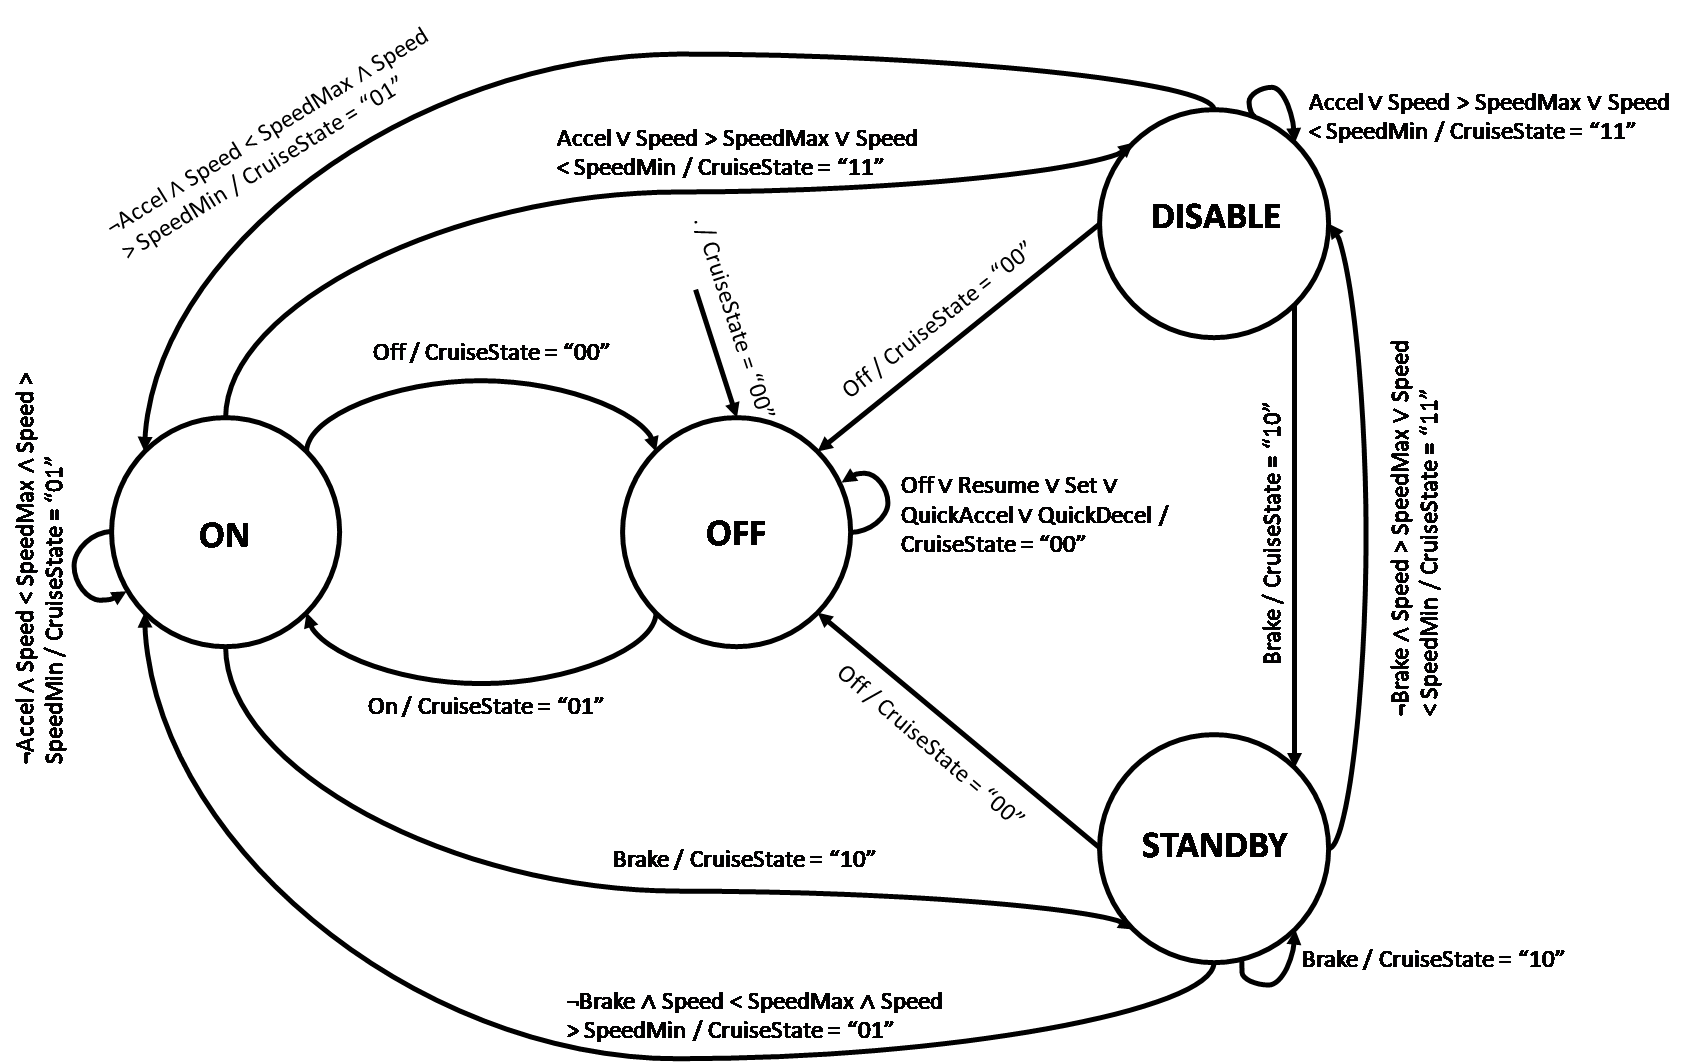 ¬Accel ∧ Speed < SpeedMax ∧ Speed
> SpeedMin / CruiseState = “01”
Accel ∨ Speed > SpeedMax ∨ Speed
< SpeedMin / CruiseState = “11”
Accel ∨ Speed > SpeedMax ∨ Speed
< SpeedMin / CruiseState = “11”
DISABLE
. / CruiseState = “00”
Off / CruiseState = “00”
Off / CruiseState = “00”
¬Accel ∧ Speed < SpeedMax ∧ Speed >
SpeedMin / CruiseState = “01”
ON
OFF
Off ∨ Resume ∨ Set ∨
QuickAccel ∨ QuickDecel /
CruiseState = “00”
Brake / CruiseState = “10”
¬Brake ∧ Speed > SpeedMax ∨ Speed
< SpeedMin / CruiseState = “11”
On / CruiseState = “01”
Off / CruiseState = “00”
STANDBY
Brake / CruiseState = “10”
Brake / CruiseState = “10”
¬Brake ∧ Speed < SpeedMax ∧ Speed
> SpeedMin / CruiseState = “01”